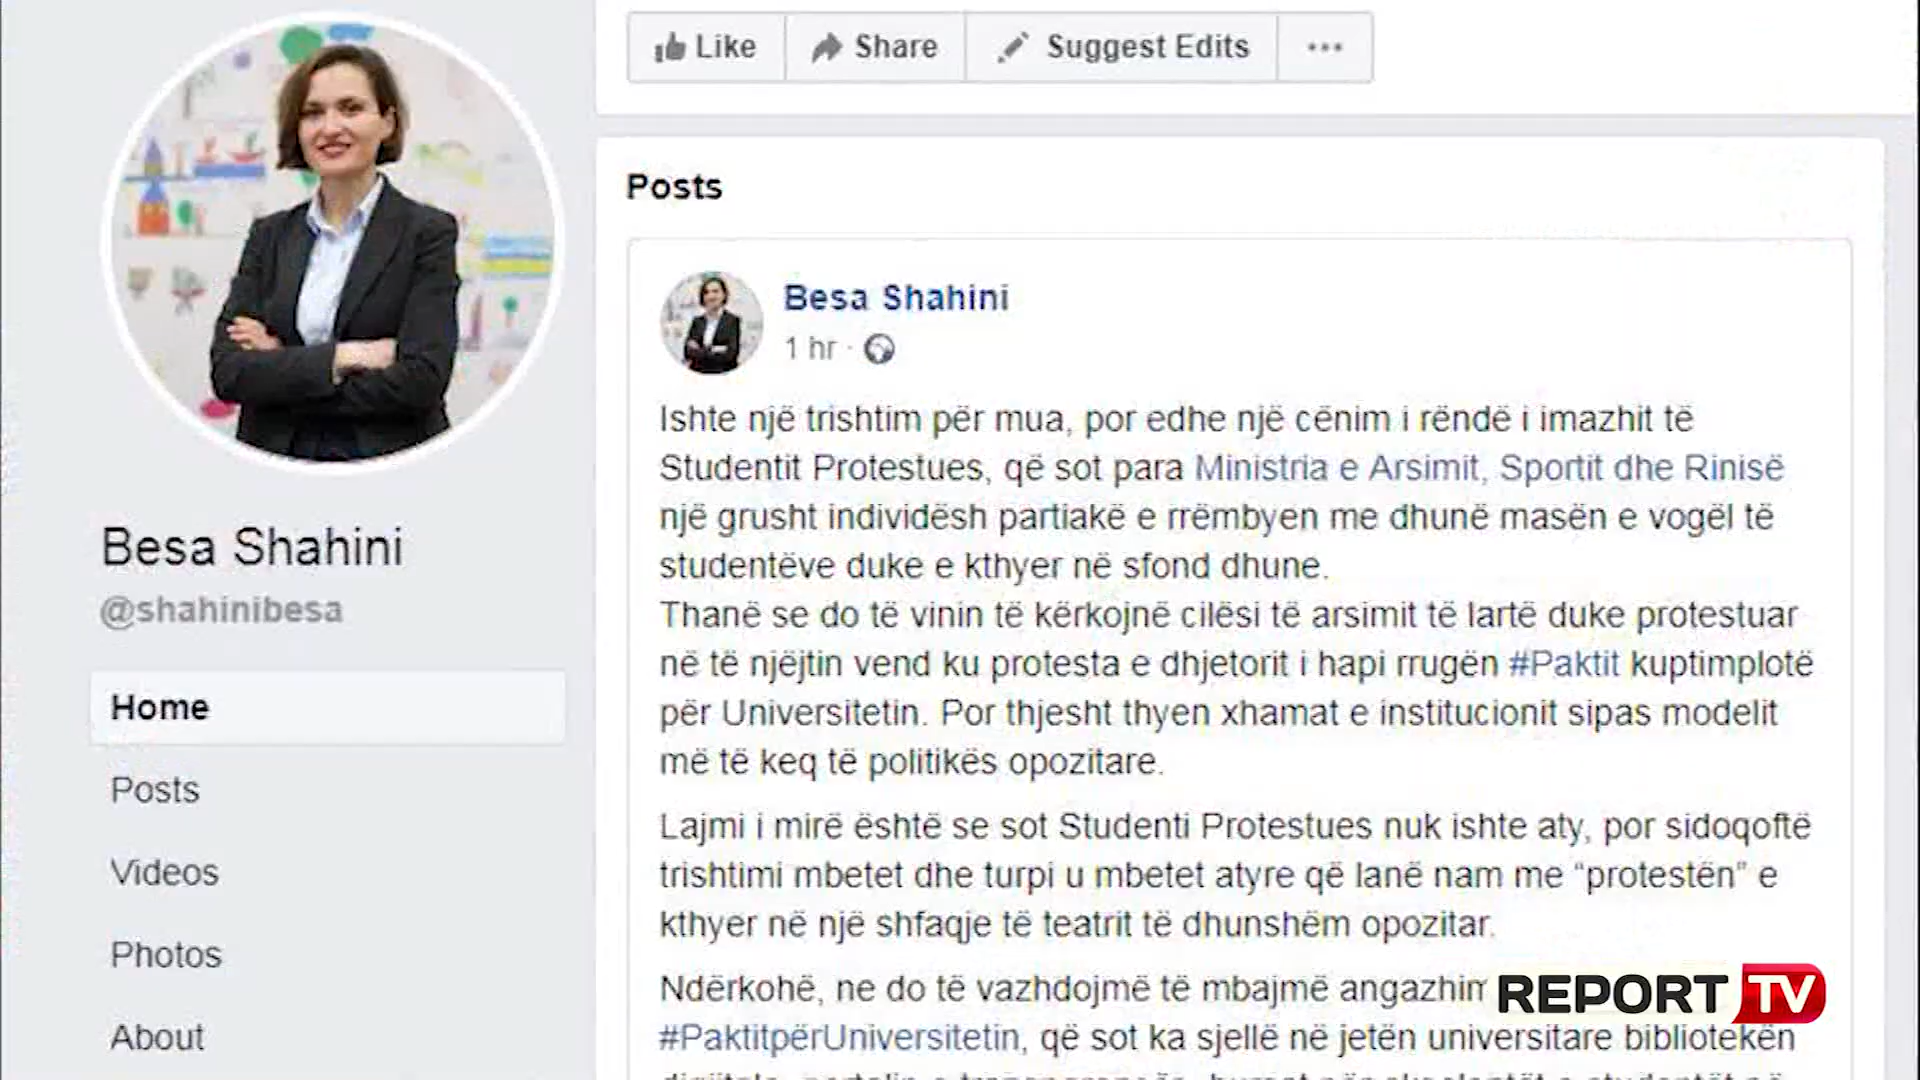 Like
Share
Suggest Edits
Posts
Besa Shahini
1 hr ·
Ishte një trishtim për mua, por edhe një cënim i rëndë i imazhit të
Studentit Protestues, që sot para Ministria e Arsimit, Sportit dhe Rinisë
një grusht individësh partiakë e rrëmbyen me dhunë masën e vogël të
studentëve duke e kthyer në sfond dhune.
Thanë se do të vinin të kërkojnë cilësi të arsimit të lartë duke protestuar
në të njëjtin vend ku protesta e dhjetorit i hapi rrugën #Paktit kuptimplotë
për Universitetin. Por thjesht thyen xhamat e institucionit sipas modelit
më të keq të politikës opozitare.
Lajmi i mirë është se sot Studenti Protestues nuk ishte aty, por sidoqoftë
trishtimi mbetet dhe turpi u mbetet atyre që lanë nam me “protestën” e
kthyer në një shfaqje të teatrit të dhunshëm opozitar.
Ndërkohë, ne do të vazhdojmë të mbajmë
#PaktitpërUniversitetin, që sot ka sjellë në jetën universitare bibliotekën
Besa Shahini
@shahinibesa
Home
Posts
Videos
Photos
About
REPORT TV